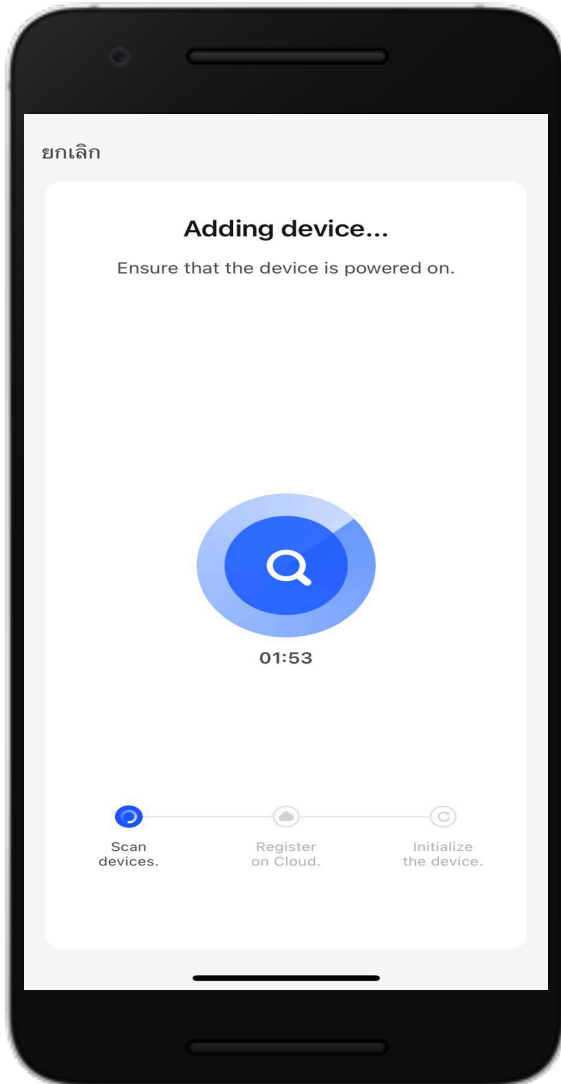 ยกเลิก
Adding device...
Ensure that the device is powered on.
01:53
Scan
devices.
Register
on Cloud.
Initialize
the device.